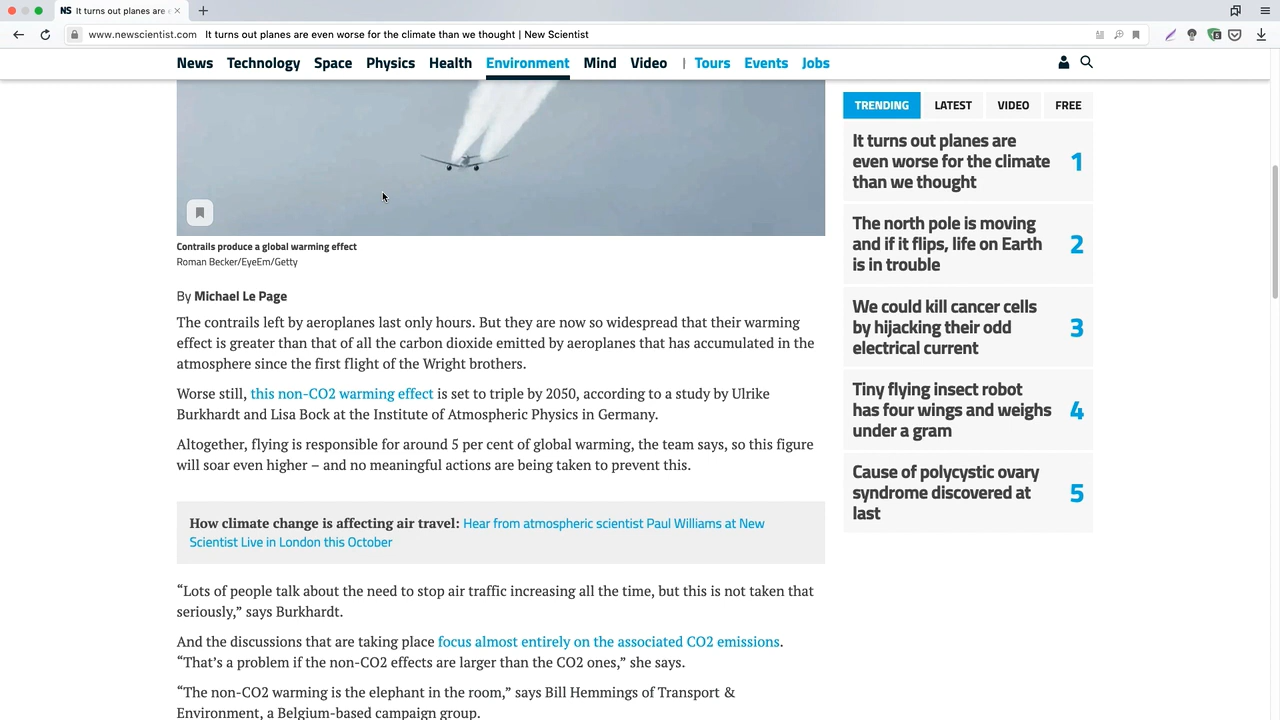 NS It turns out planes are
www.newscientist.com It turns out planes are even worse for the climate than we thought | New Scientist
News Technology Space Physics Health Environment Mind Video | Tours Events Jobs
Contrails produce a global warming effect
Roman Becker/EyeEm/Getty
By Michael Le Page
The contrails left by aeroplanes last only hours. But they are now so widespread that their warming
effect is greater than that of all the carbon dioxide emitted by aeroplanes that has accumulated in the
atmosphere since the first flight of the Wright brothers.
Worse still, this non-CO2 warming effect is set to triple by 2050, according to a study by Ulrike
Burkhardt and Lisa Bock at the Institute of Atmospheric Physics in Germany.
Altogether, flying is responsible for around 5 per cent of global warming, the team says, so this figure
will soar even higher – and no meaningful actions are being taken to prevent this.
How climate change is affecting air travel: Hear from atmospheric scientist Paul Williams at New
Scientist Live in London this October
“Lots of people talk about the need to stop air traffic increasing all the time, but this is not taken that
seriously,” says Burkhardt.
And the discussions that are taking place focus almost entirely on the associated CO2 emissions.
“That’s a problem if the non-CO2 effects are larger than the CO2 ones,” she says.
“The non-CO2 warming is the elephant in the room,” says Bill Hemmings of Transport &
Environment, a Belgium-based campaign group.
TRENDING LATEST VIDEO FREE
It turns out planes are
even worse for the climate
than we thought
1
The north pole is moving
and if it flips, life on Earth
is in trouble
2
We could kill cancer cells
by hijacking their odd
electrical current
3
Tiny flying insect robot
has four wings and weighs
under a gram
4
Cause of polycystic ovary
syndrome discovered at
last
5